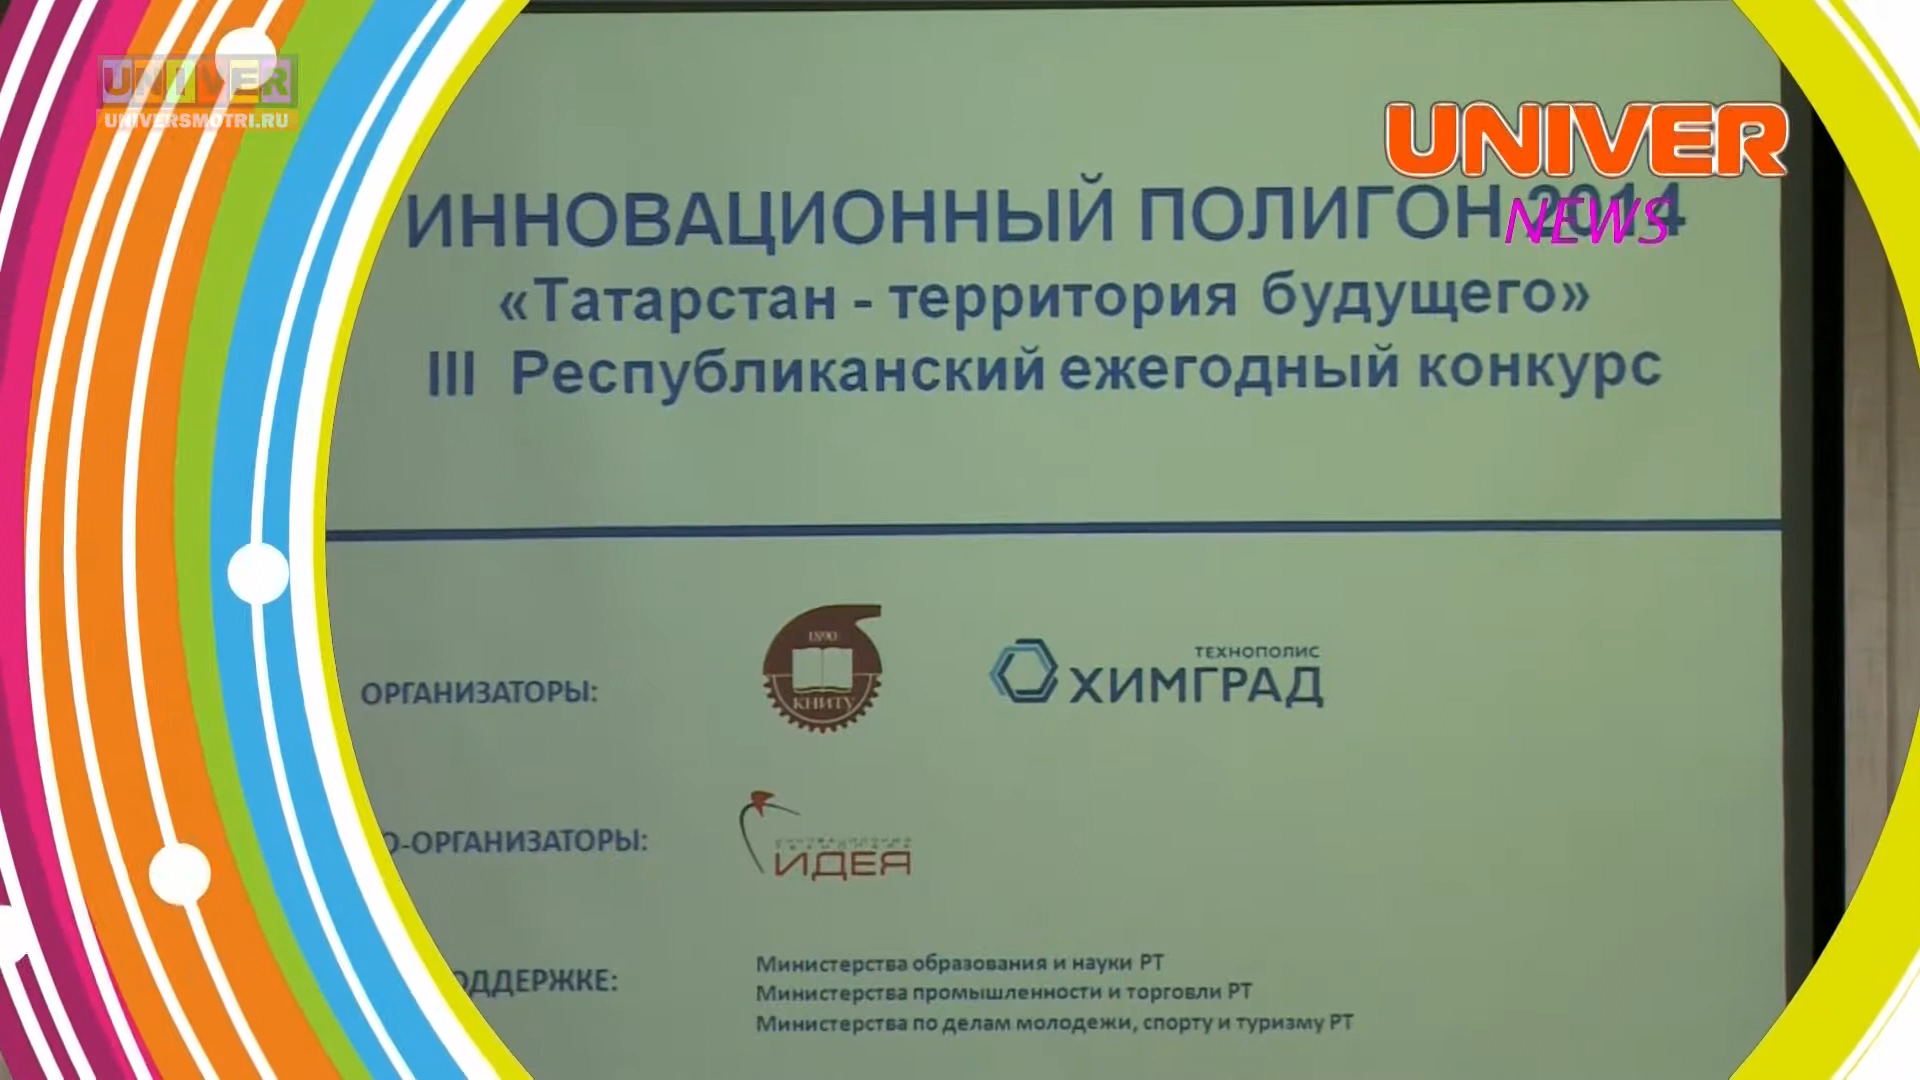 UNIVER
UNIVERSMOTRI.RU
UNIVER
NEWS
ИННОВАЦИОННЫЙ ПОЛИГОН 2014
«Татарстан - территория будущего»
III Республиканский ежегодный конкурс
ОРГАНИЗАТОРЫ:
1890
КНИТУ
ТЕХНОПОЛИС
ХИМГРАД
О-ОРГАНИЗАТОРЫ:
ИДЕЯ
ОДДЕРЖКЕ:
Министерства образования и науки РТ
Министерства промышленности и торговли РТ
Министерства по делам молодежи, спорту и туризму РТ